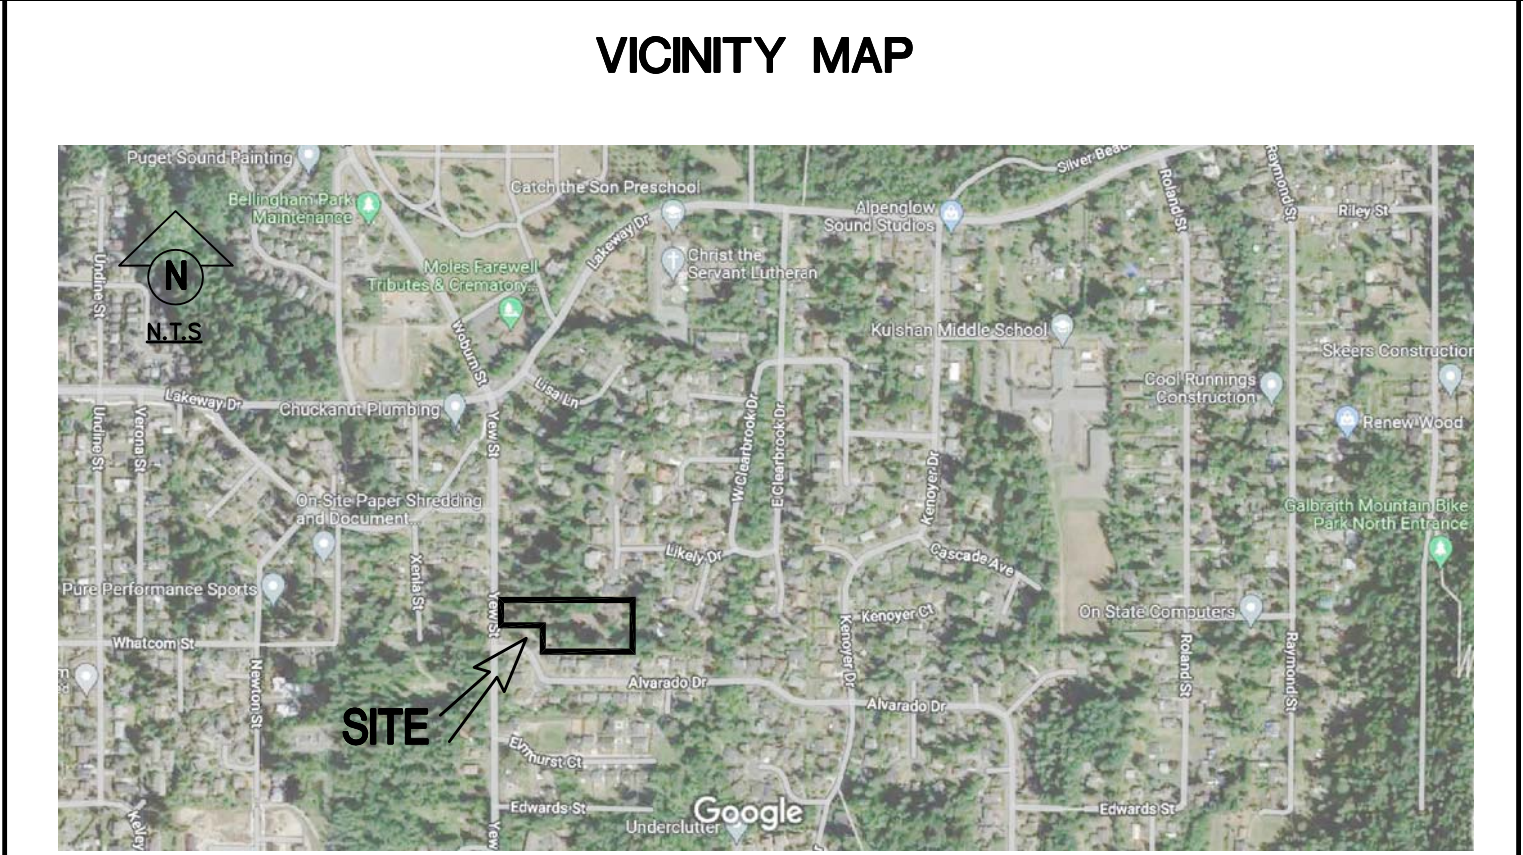 VICINITY MAP
Puget Sound Painting
Silver Beac
Catch the Son Preschool
Bellingham Park
Maintenance
Alpenglow
Sound Studios
Roland St
Raymond St
Riley St
Lakeway Dr
Christ the
Servant Lutheran
Moles Farewell
Tributes & Crematory...
Undine St
N
N.T.S
Woburn St
Kulshan Middle School
Skeers Construction
Cool Runnings
Construction
Lisa Ln
Lakeway Dr
Chuckanut Plumbing
Renew Wood
Undine St
Verona St
Yew St
W Clearbrook Dr
E Clearbrook Dr
Kenoyer Dr
On-Site Paper Shredding
and Document...
Galbraith Mountain Bike
Park North Entrance
Likely Dr
Cascade Ave
Xenia St
Pure Performance Sports
Yew St
Kenoyer Ct
On State Computers
Whatcom St
Kenoyer Dr
Roland St
Raymond St
Newton St
Alvarado Dr
Alvarado Dr
SITE
hurst Ct
Edwards St
Google
Edwards St
Underclutter
Yew
Kelley